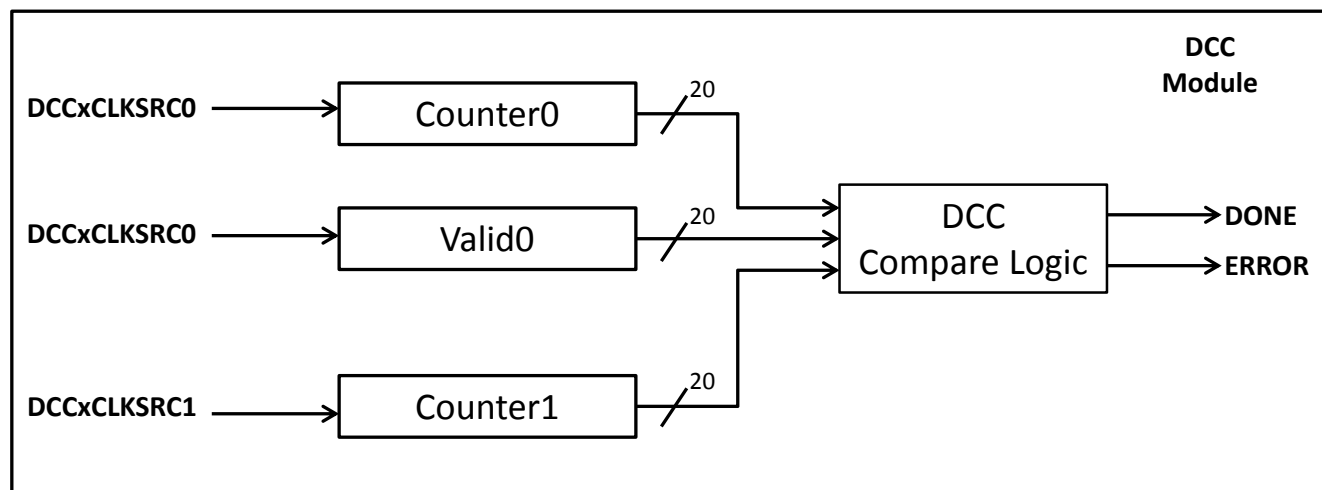 DCC
Module
DCCxCLKSRC0
Counter0
20
DCCxCLKSRC0
Valid0
20
DCC
Compare Logic
DONE
ERROR
DCCxCLKSRC1
Counter1
20